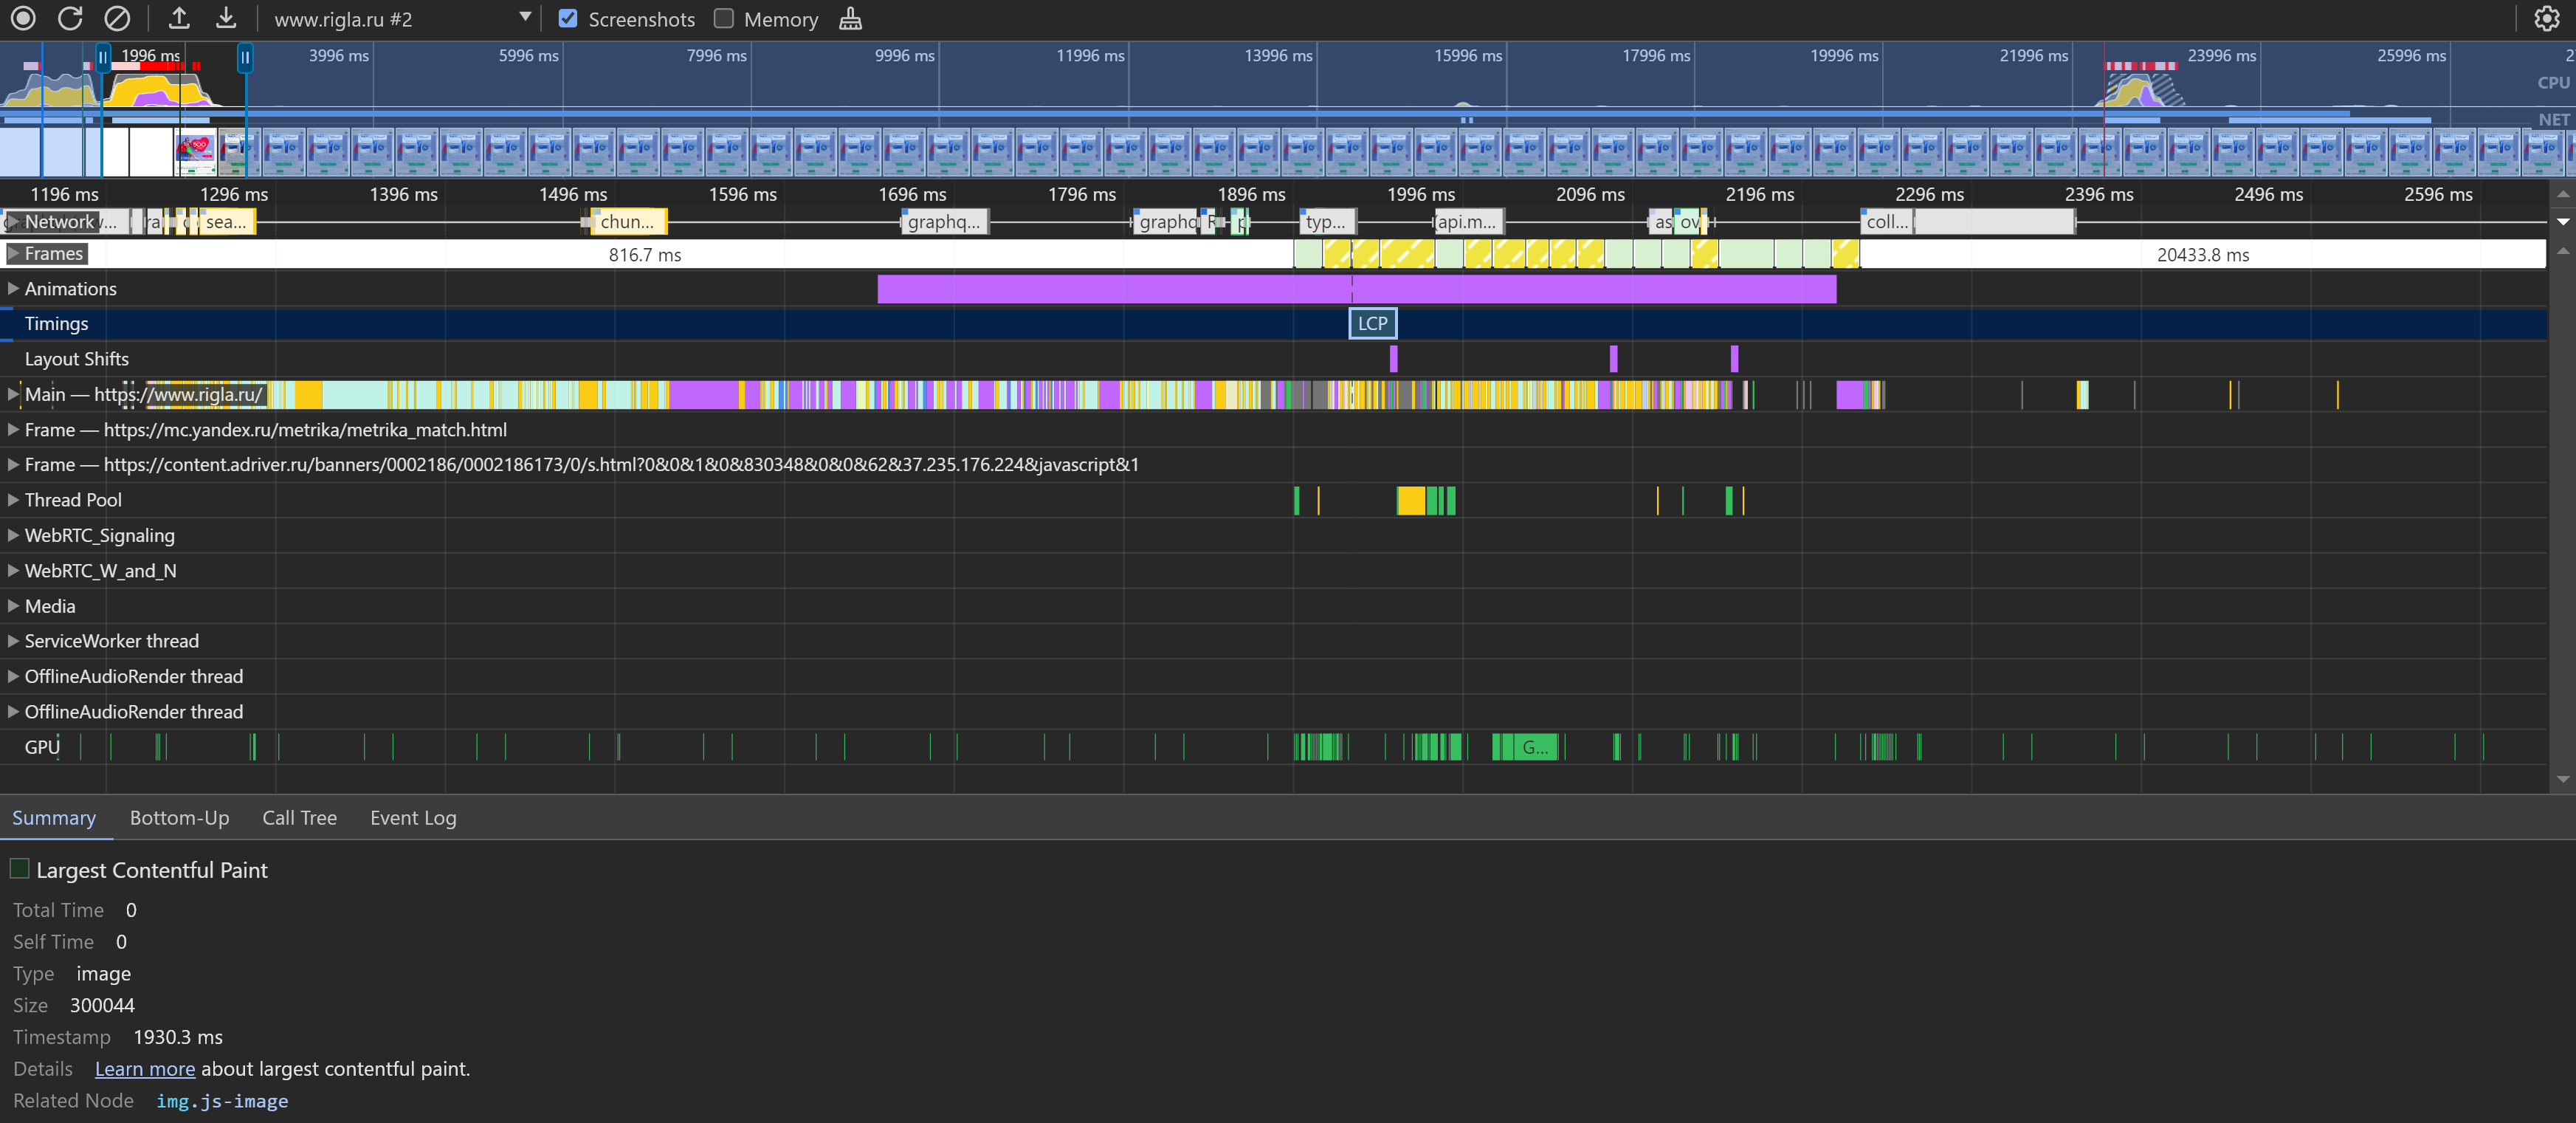 www.rigla.ru #2 Screenshots Memory
1996 ms 3996 ms 5996 ms 7996 ms 9996 ms 11996 ms 13996 ms 15996 ms 17996 ms 19996 ms 21996 ms 23996 ms 25996 ms 2
CPU
NET
1196 ms 1296 ms 1396 ms 1496 ms 1596 ms 1696 ms 1796 ms 1896 ms 1996 ms 2096 ms 2196 ms 2296 ms 2396 ms 2496 ms 2596 ms
Network sea... chun... graphq... graphq typ... (api.m... as ov coll...
Frames 816.7 ms 20433.8 ms
Animations
Timings LCP
Layout Shifts
Main — https://www.rigla.ru/
Frame — https://mc.yandex.ru/metrika/metrika_match.html
Frame — https://content.adriver.ru/banners/0002186/0002186173/0/s.html?0&0&1&0&830348&0&0&62&37.235.176.224&javascript&1
Thread Pool
WebRTC_Signaling
WebRTC_W_and_N
Media
ServiceWorker thread
OfflineAudioRender thread
OfflineAudioRender thread
GPU G...
Summary Bottom-Up Call Tree Event Log
Largest Contentful Paint
Total Time 0
Self Time 0
Type image
Size 300044
Timestamp 1930.3 ms
Details Learn more about largest contentful paint.
Related Node img.js-image